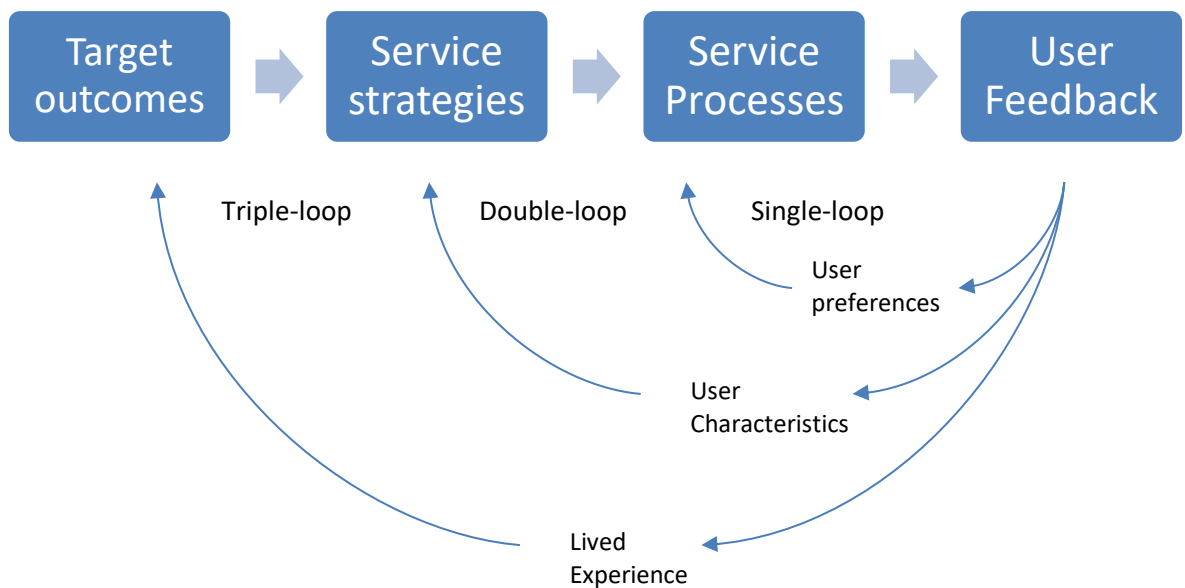 Target
outcomes
Service
strategies
Service
Processes
User
Feedback
Triple-loop
Double-loop
Single-loop
User
preferences
User
Characteristics
Lived
Experience